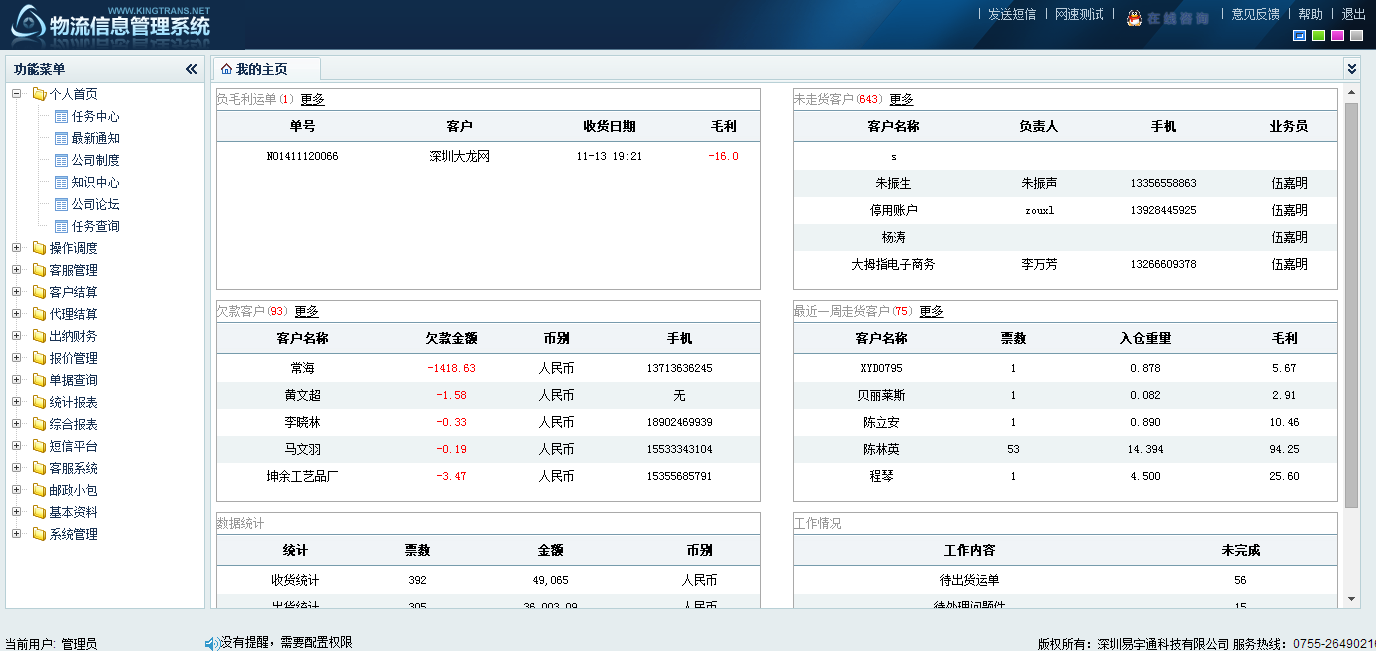 WWW.KINGTRANS.NET
物流信息管理系统
发送短信 网速测试 在线咨询 意见反馈 帮助 退出
功能菜单
我的主页
个人首页
任务中心
最新通知
公司制度
知识中心
公司论坛
任务查询
操作调度
客服管理
客户结算
代理结算
出纳财务
报价管理
单据查询
统计报表
综合报表
短信平台
客服系统
邮政小包
基本资料
系统管理
负毛利运单(1) 更多
单号 客户 收货日期 毛利
NO1411120066 深圳大龙网 11-13 19:21 -16.0
未走货客户(643) 更多
客户名称 负责人 手机 业务员
s
朱振生 朱振声 13356558863 伍嘉明
停用账户 zouxl 13928445925 伍嘉明
杨涛 伍嘉明
大拇指电子商务 李万芳 13266609378 伍嘉明
欠款客户(93) 更多
客户名称 欠款金额 币别 手机
常海 -1418.63 人民币 13713636245
黄文超 -1.58 人民币 无
李晓林 -0.33 人民币 18902469939
马文羽 -0.19 人民币 15533343104
坤余工艺品厂 -3.47 人民币 15355685791
最近一周走货客户(75) 更多
客户名称 票数 入仓重量 毛利
XYD0795 1 0.878 5.67
贝丽莱斯 1 0.082 2.91
陈立安 1 0.890 10.46
陈林英 53 14.394 94.25
程琴 1 4.500 25.60
数据统计
统计 票数 金额 币别
收货统计 392 49,065 人民币
出货统计 305 36,003.09 人民币
工作情况
工作内容 未完成
待出货运单 56
待处理问题件 15
当前用户: 管理员
没有提醒，需要配置权限
版权所有：深圳易宇通科技有限公司 服务热线：0755-26490216